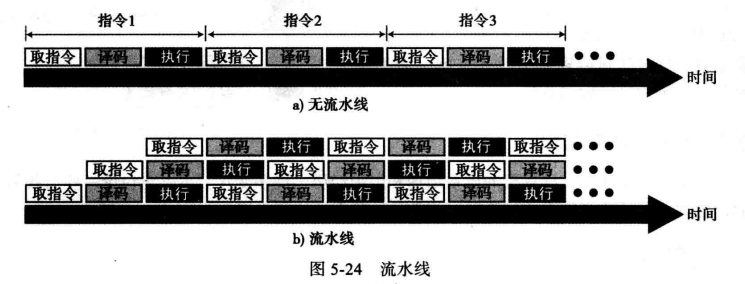 指令1 指令2 指令3
取指令 译码 执行 取指令 译码 执行 取指令 译码 执行 •••
时间
a) 无流水线
取指令 译码 执行 取指令 译码 执行 取指令 •••
取指令 译码 执行 取指令 译码 执行 取指令 译码 •••
取指令 译码 执行 取指令 译码 执行 取指令 译码 执行 •••
时间
b) 流水线
图 5-24 流水线